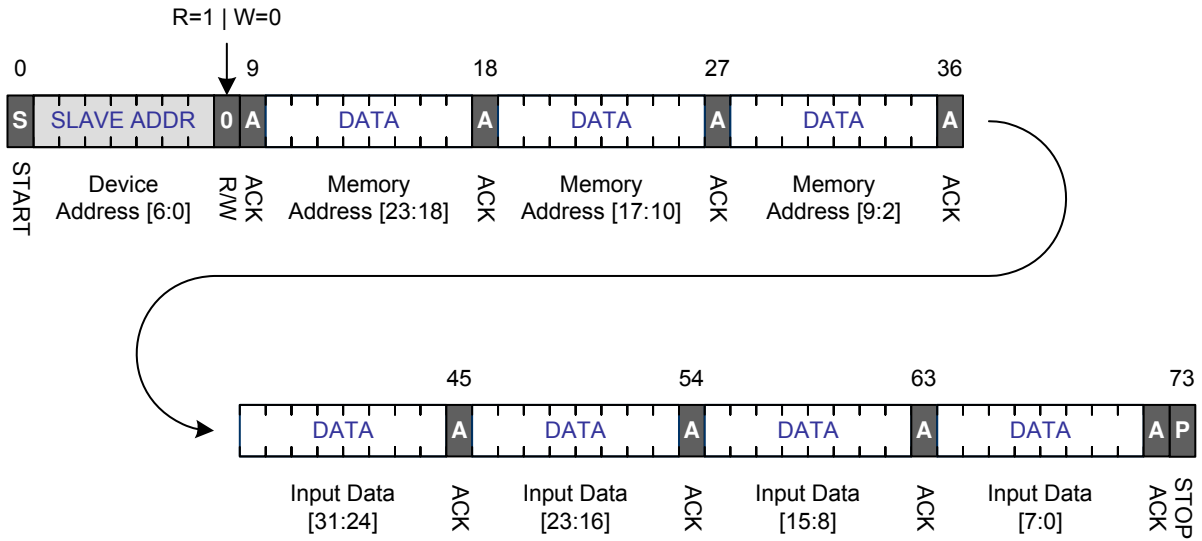 R=1 | W=0
0 9 18 27 36
S SLAVE ADDR 0 A DATA A DATA A DATA A
START Device Address [6:0] R/W ACK Memory Address [23:18] ACK Memory Address [17:10] ACK Memory Address [9:2] ACK
45 54 63 73
DATA A DATA A DATA A DATA A P
Input Data [31:24] ACK Input Data [23:16] ACK Input Data [15:8] ACK Input Data [7:0] ACK STOP